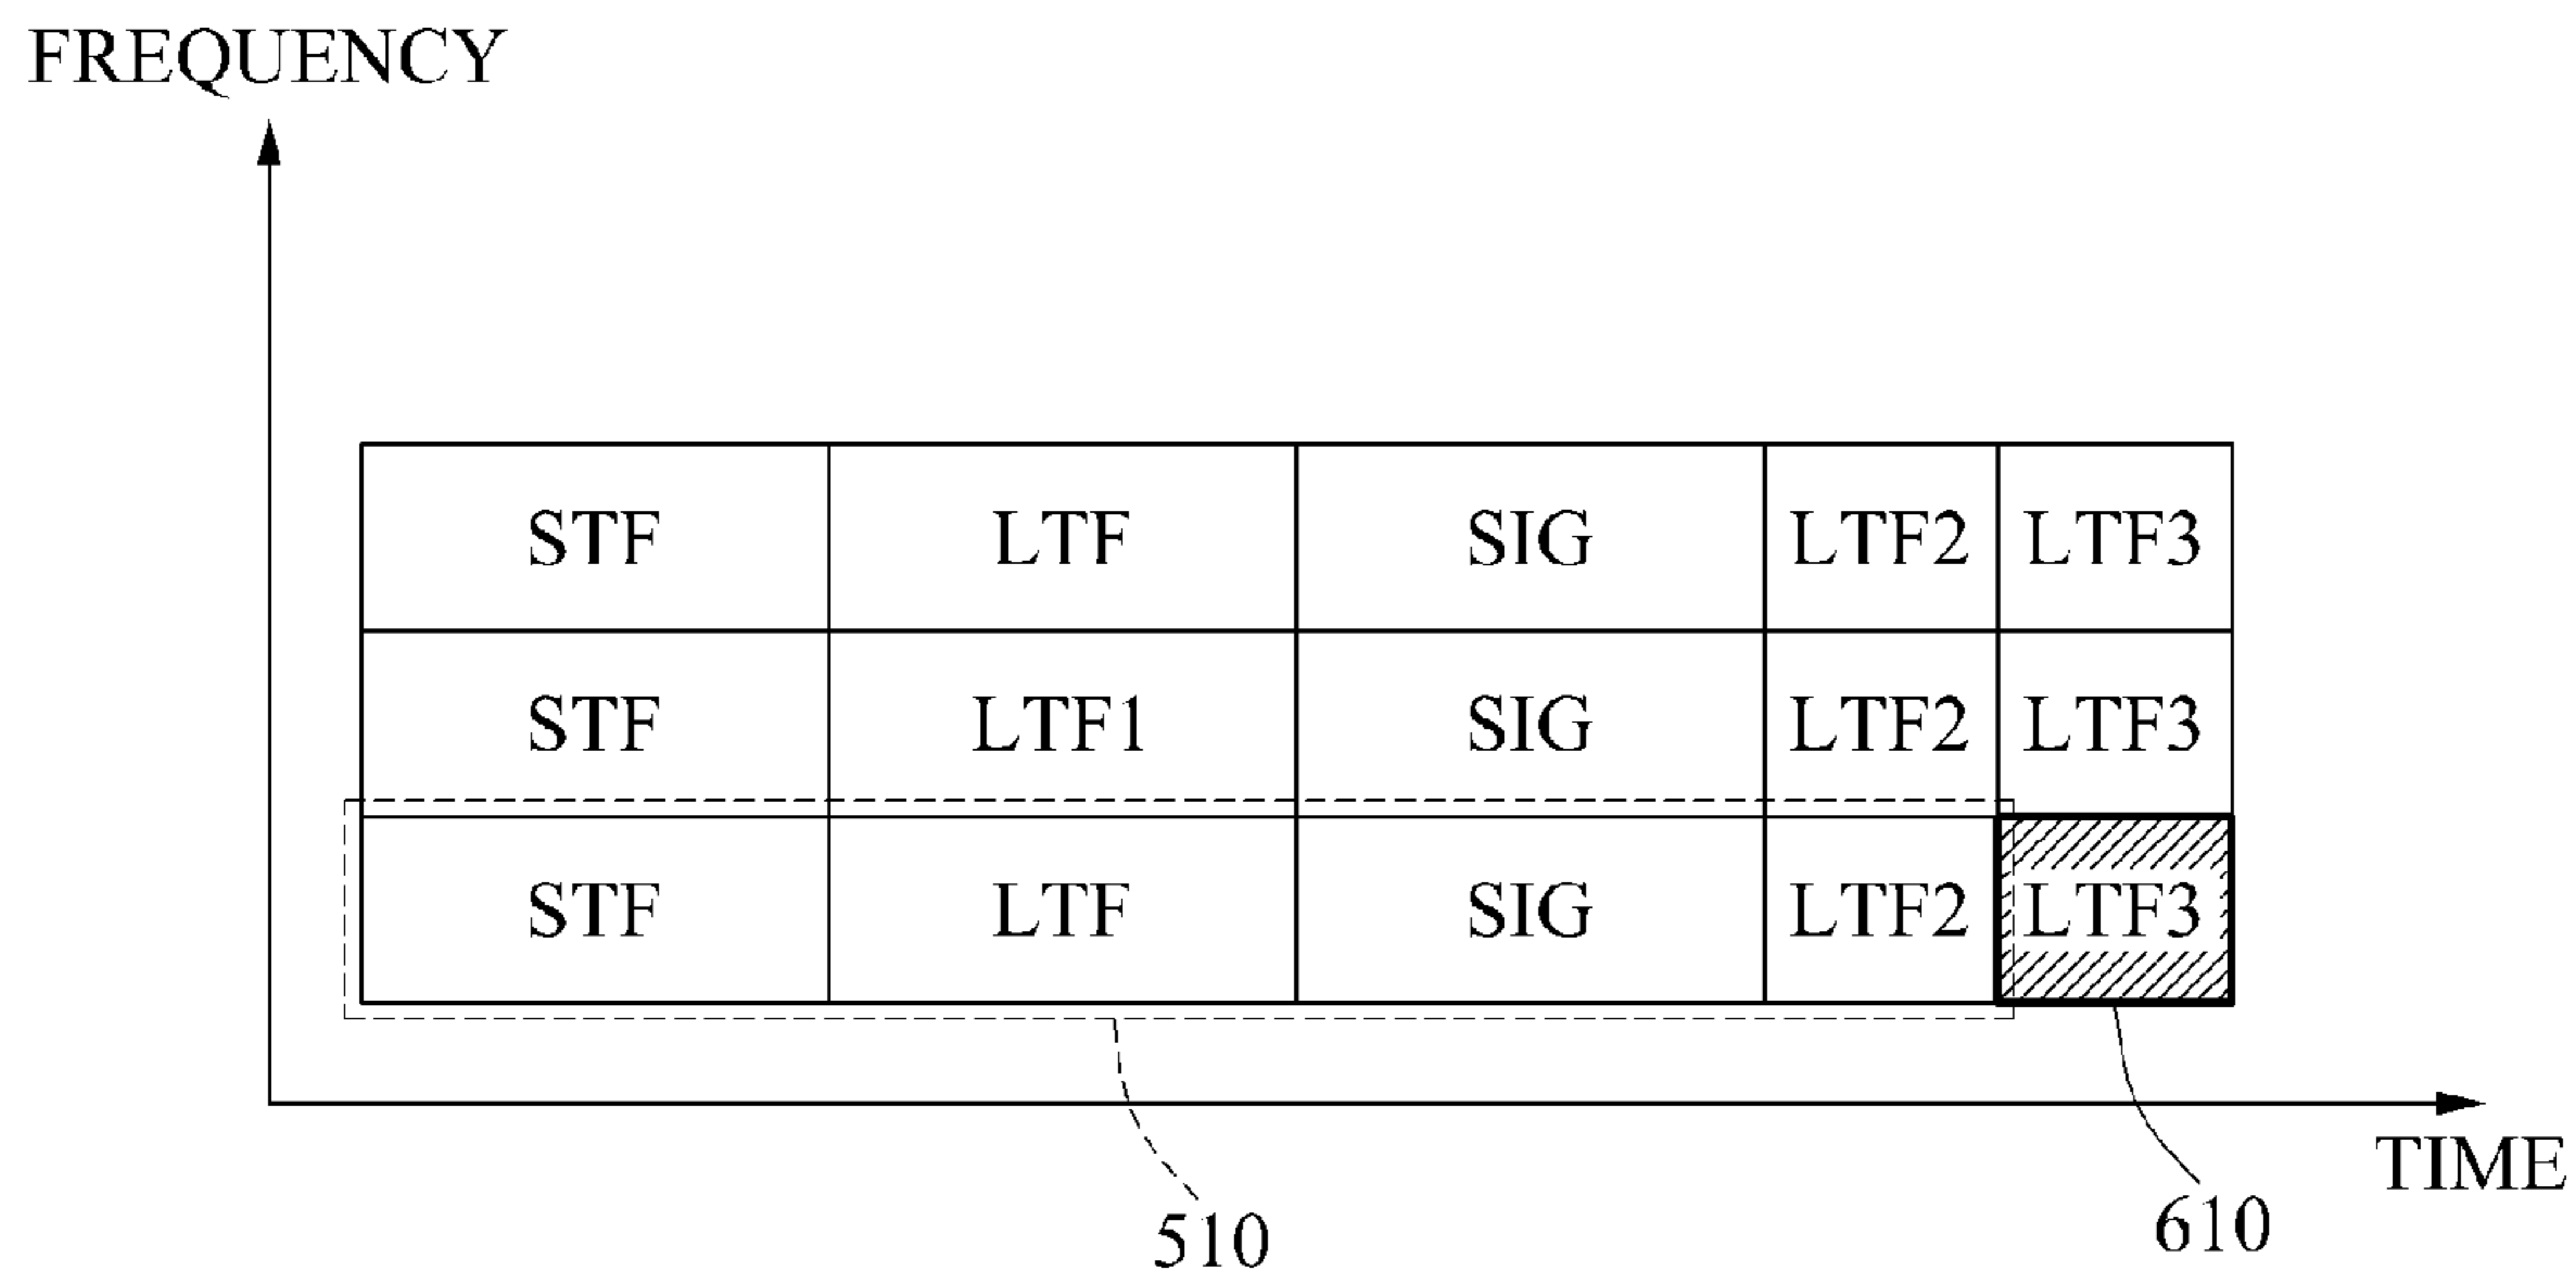 FREQUENCY
STF LTF SIG LTF2 LTF3
STF LTF1 SIG LTF2 LTF3
STF LTF SIG LTF2 LTF3
TIME
510 610